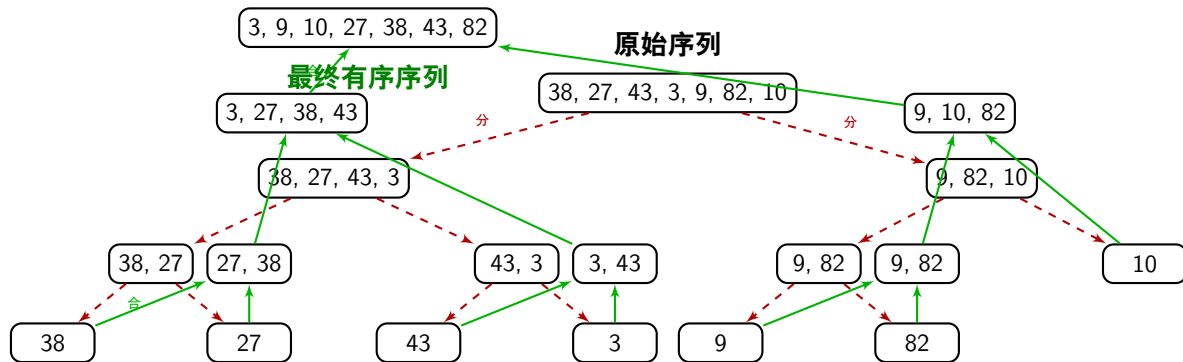 3, 9, 10, 27, 38, 43, 82
原始序列
合
最终有序序列
38, 27, 43, 3, 9, 82, 10
3, 27, 38, 43
9, 10, 82
分
分
38, 27, 43, 3
9, 82, 10
38, 27
27, 38
43, 3
3, 43
9, 82
9, 82
10
合
38
27
43
3
9
82